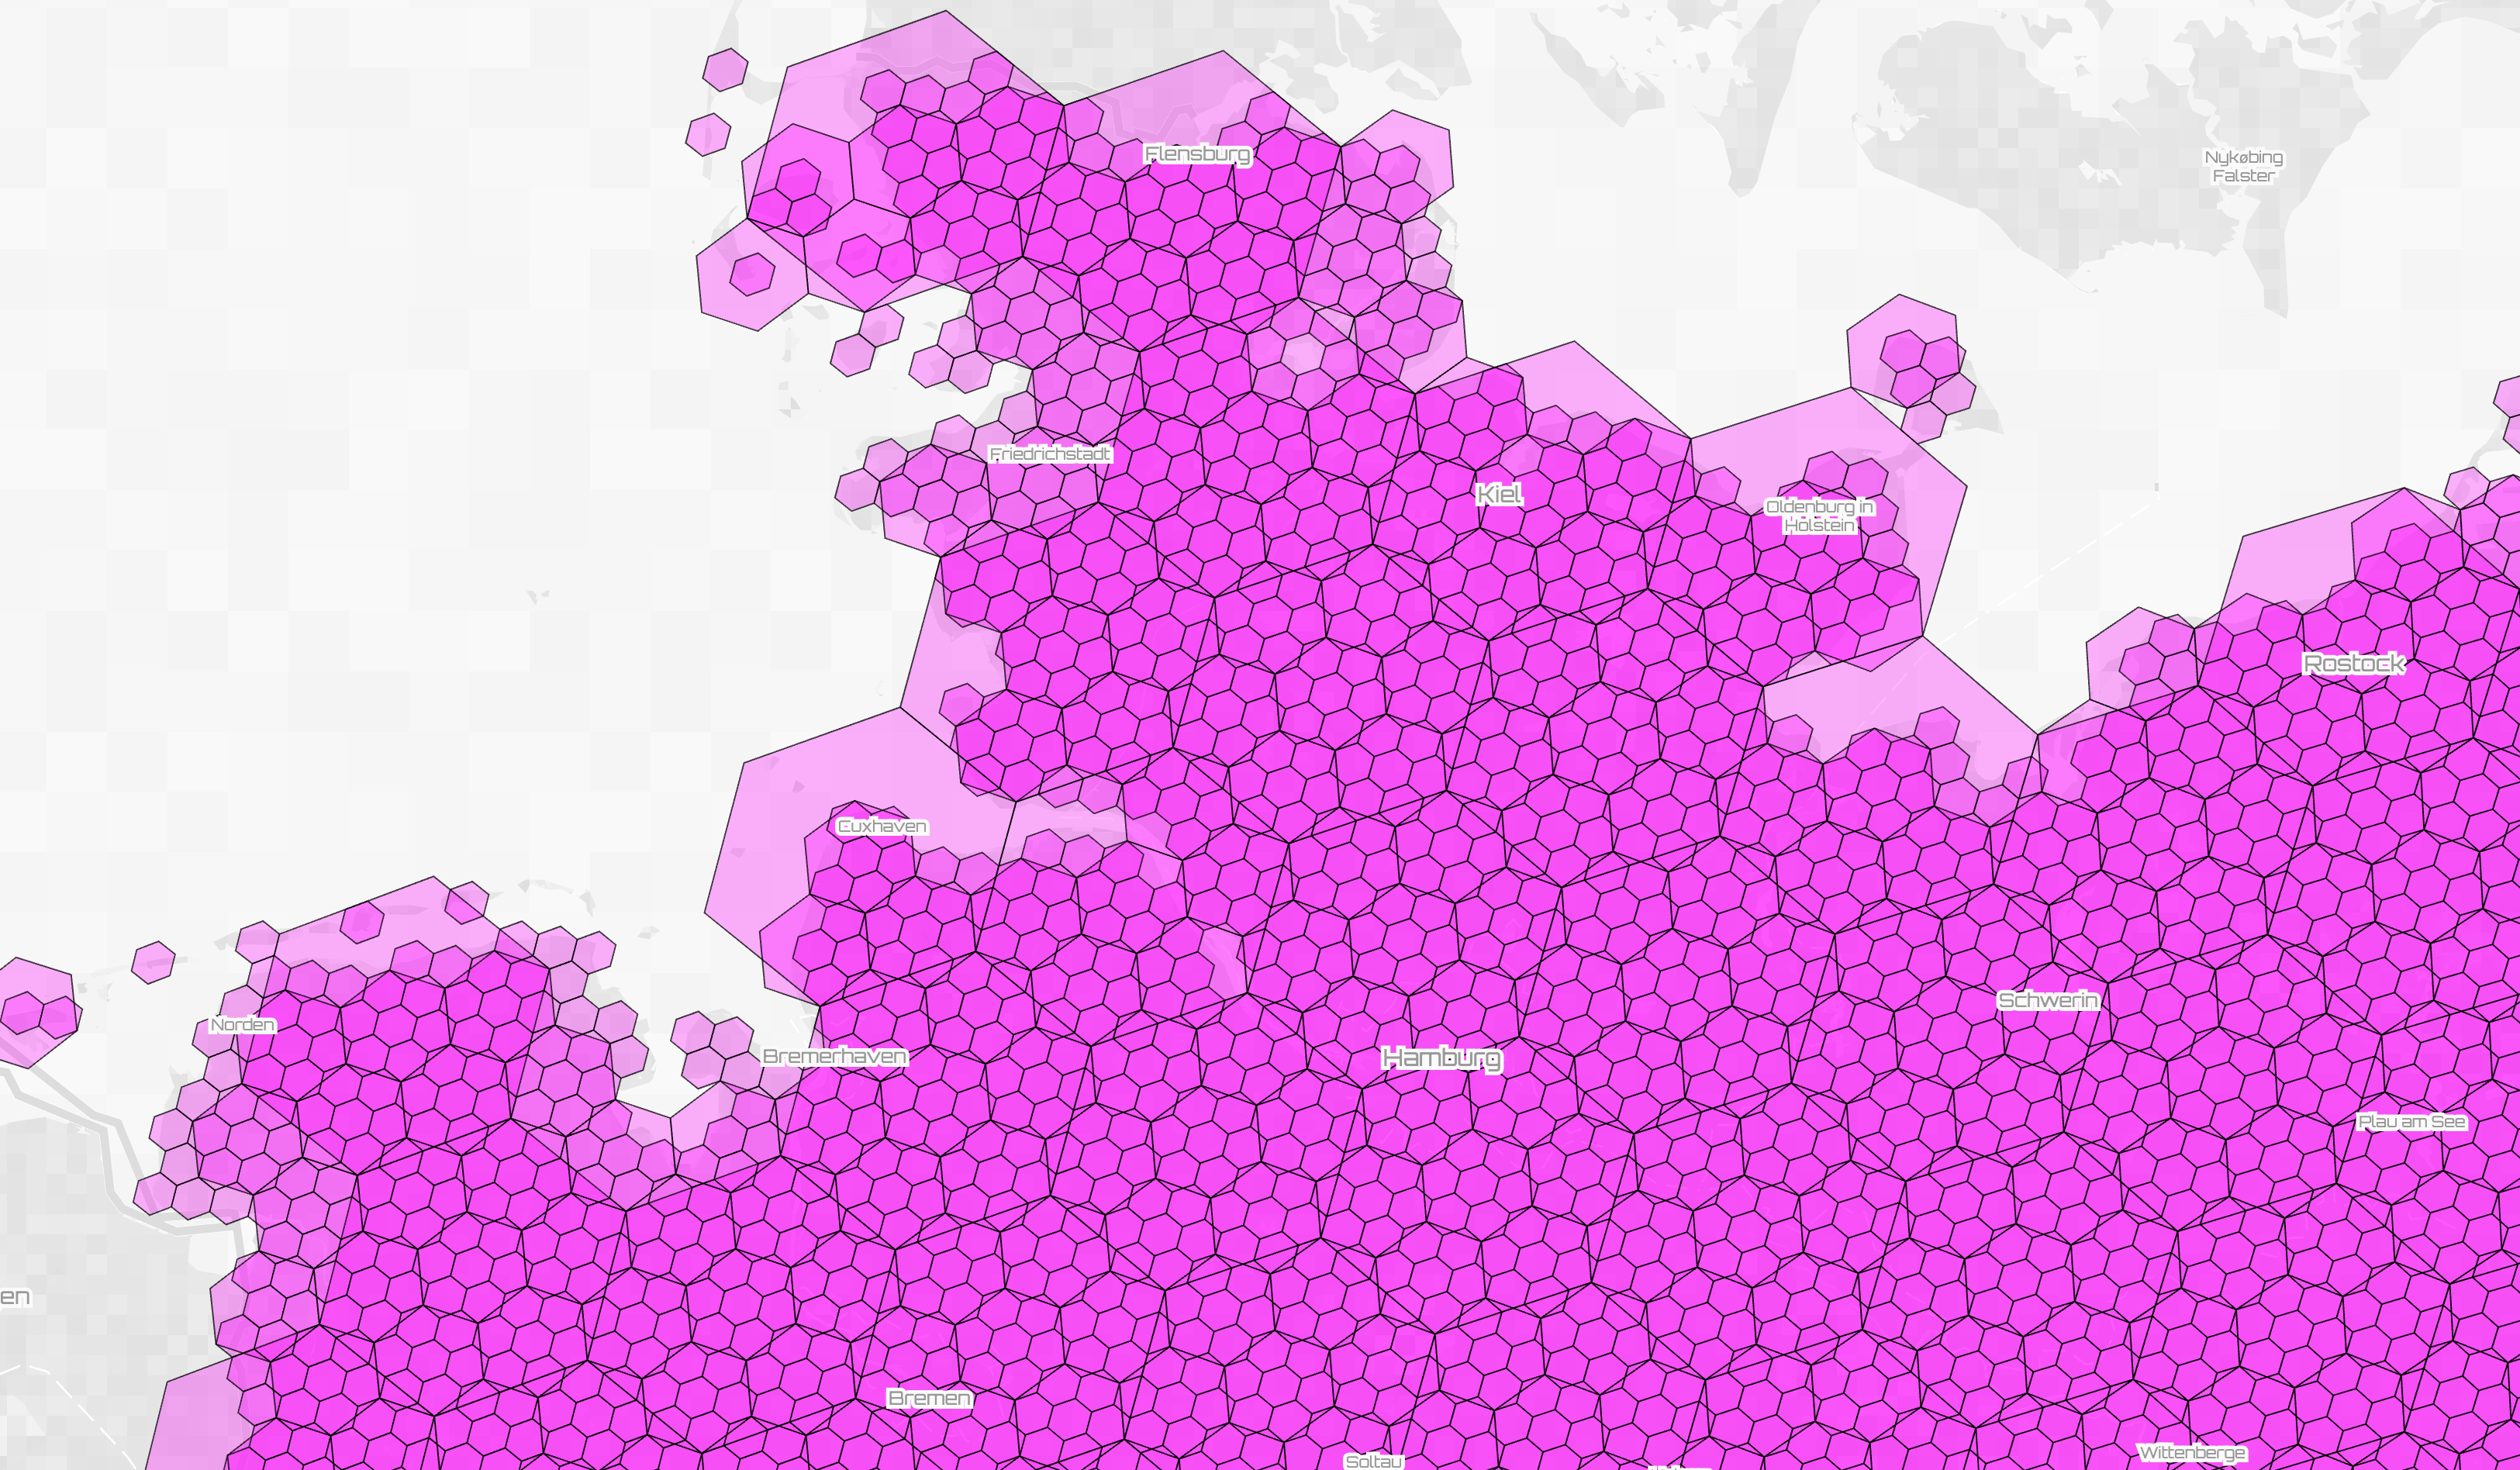 Flensburg
Nykøbing
Falster
Friedrichstadt
Kiel
Oldenburg in
Holstein
Rostock
Cuxhaven
Schwerin
Norden
Bremerhaven
Hamburg
Plau am See
en
Bremen
Wittenberge
Soltau